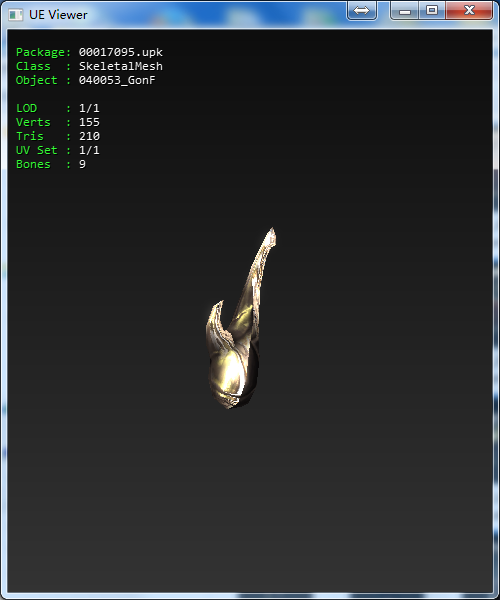 UE Viewer
Package: 00017095.upk
Class : SkeletalMesh
Object : 040053_GonF
LOD : 1/1
Verts : 155
Tris : 210
UV Set : 1/1
Bones : 9